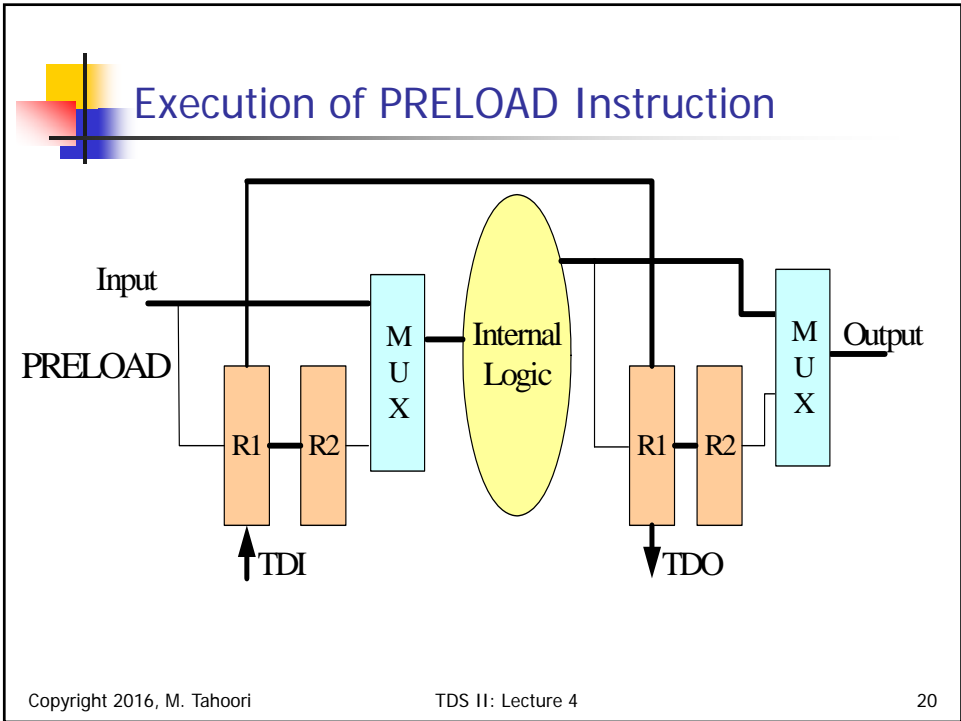 Execution of PRELOAD Instruction
Input
PRELOAD
M
U
X
Internal
Logic
M
U
X
Output
R1
R2
R1
R2
TDI
TDO
Copyright 2016, M. Tahoori
TDS II: Lecture 4
20